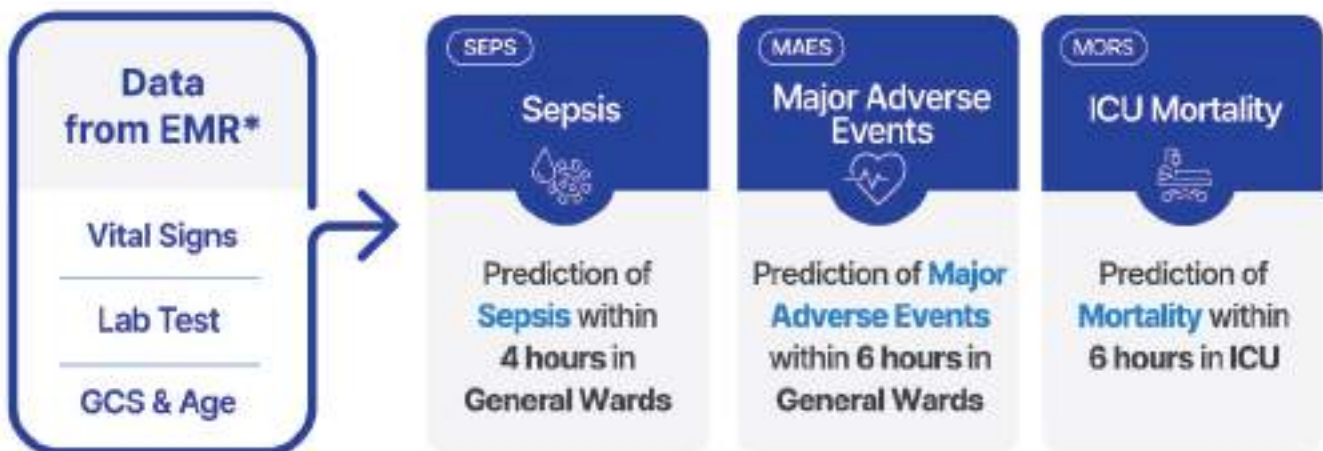 Data
from EMR*
Vital Signs
Lab Test
GCS & Age
SEPS
Sepsis
Prediction of
Sepsis within
4 hours in
General Wards
MAES
Major Adverse
Events
Prediction of Major
Adverse Events
within 6 hours in
General Wards
MORS
ICU Mortality
Prediction of
Mortality within
6 hours in ICU